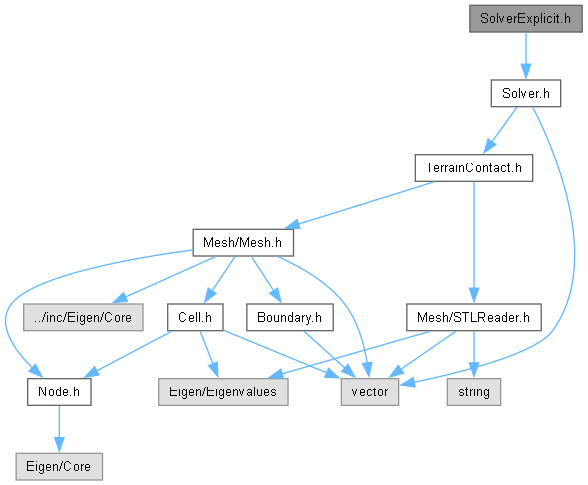 SolverExplicit.h
Solver.h
TerrainContact.h
Mesh/Mesh.h
../inc/Eigen/Core
Cell.h
Boundary.h
Mesh/STLReader.h
Node.h
Eigen/Eigenvalues
vector
string
Eigen/Core